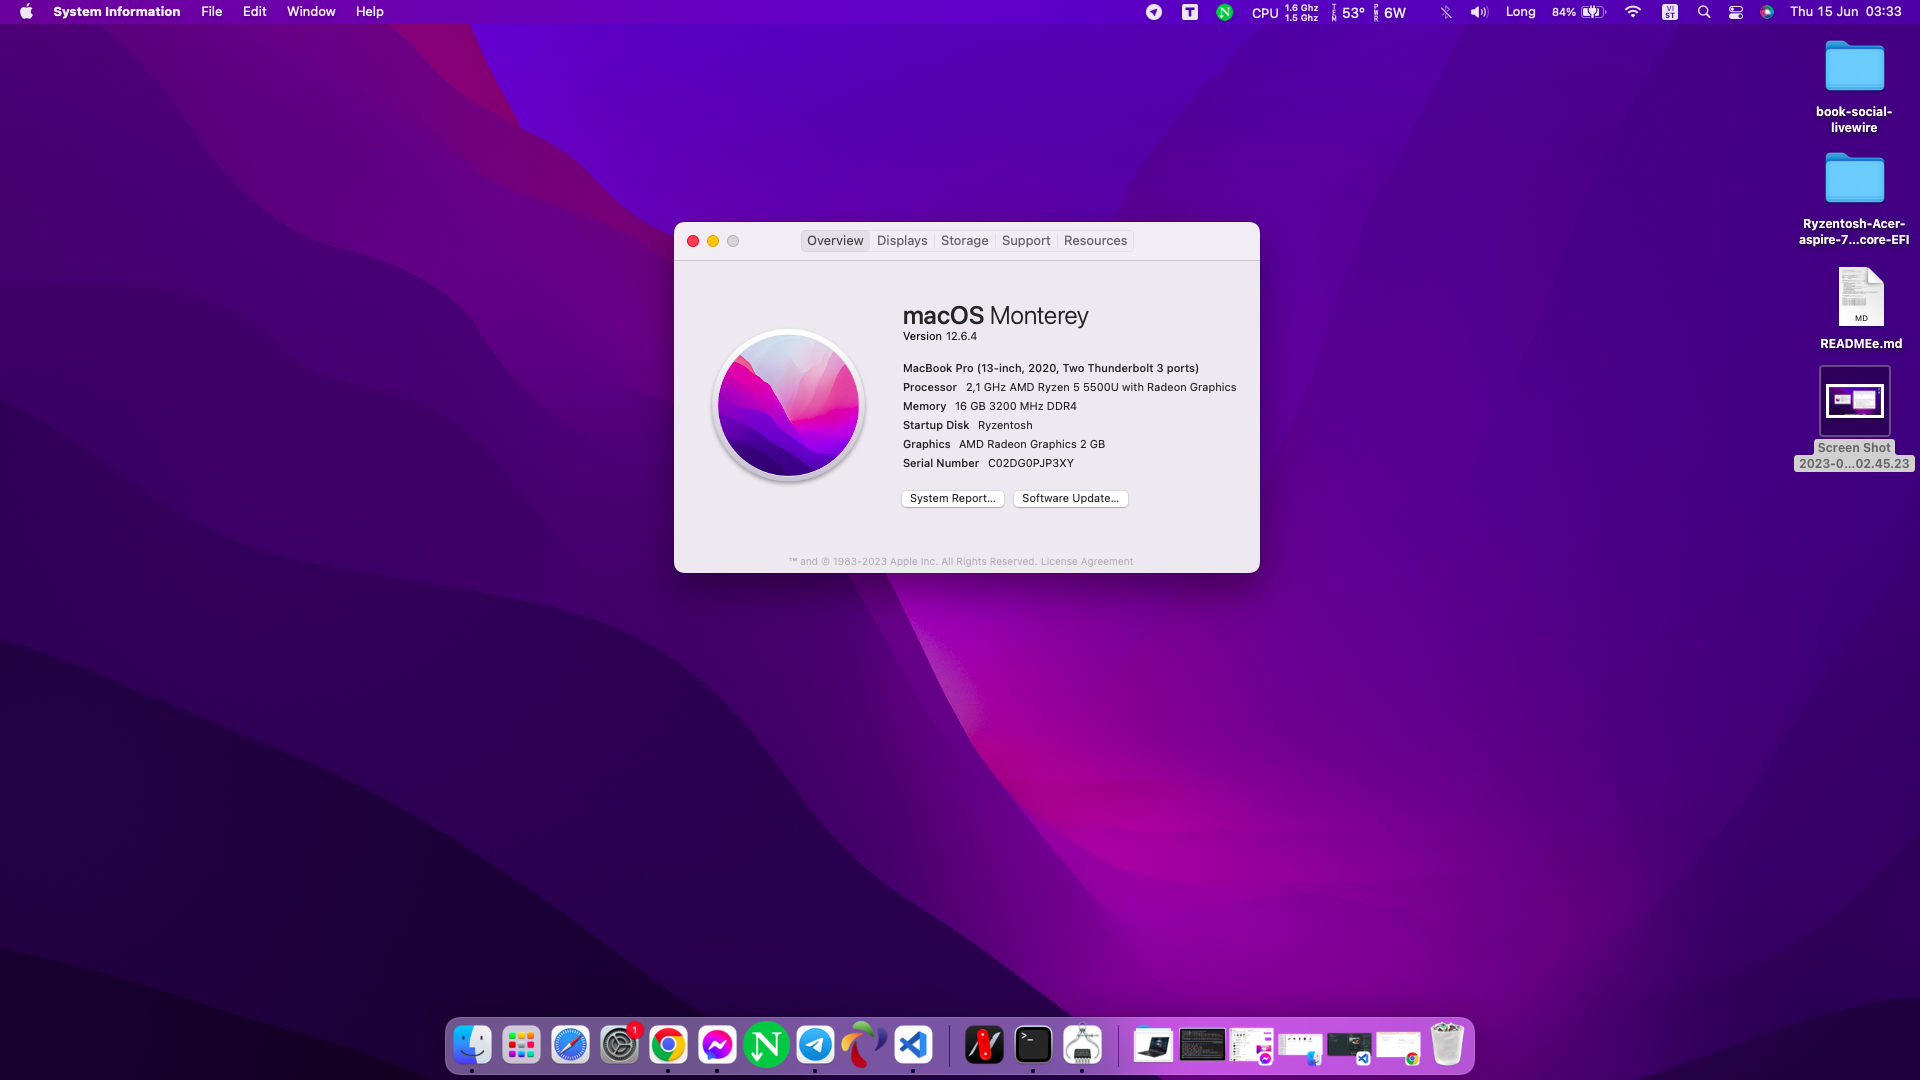 System Information File Edit Window Help
CPU 1.6 Ghz 1.5 Ghz TEM 53° PWR 6W Long 84% VI ST Thu 15 Jun 03:33
book-social-
livewire
Ryzentosh-Acer-
aspire-7...core-EFI
MD
READMEe.md
Screen Shot
2023-0...02.45.23
Overview Displays Storage Support Resources
macOS Monterey
Version 12.6.4
MacBook Pro (13-inch, 2020, Two Thunderbolt 3 ports)
Processor 2,1 GHz AMD Ryzen 5 5500U with Radeon Graphics
Memory 16 GB 3200 MHz DDR4
Startup Disk Ryzentosh
Graphics AMD Radeon Graphics 2 GB
Serial Number C02DG0PJP3XY
System Report... Software Update...
™ and © 1983-2023 Apple Inc. All Rights Reserved. License Agreement
1